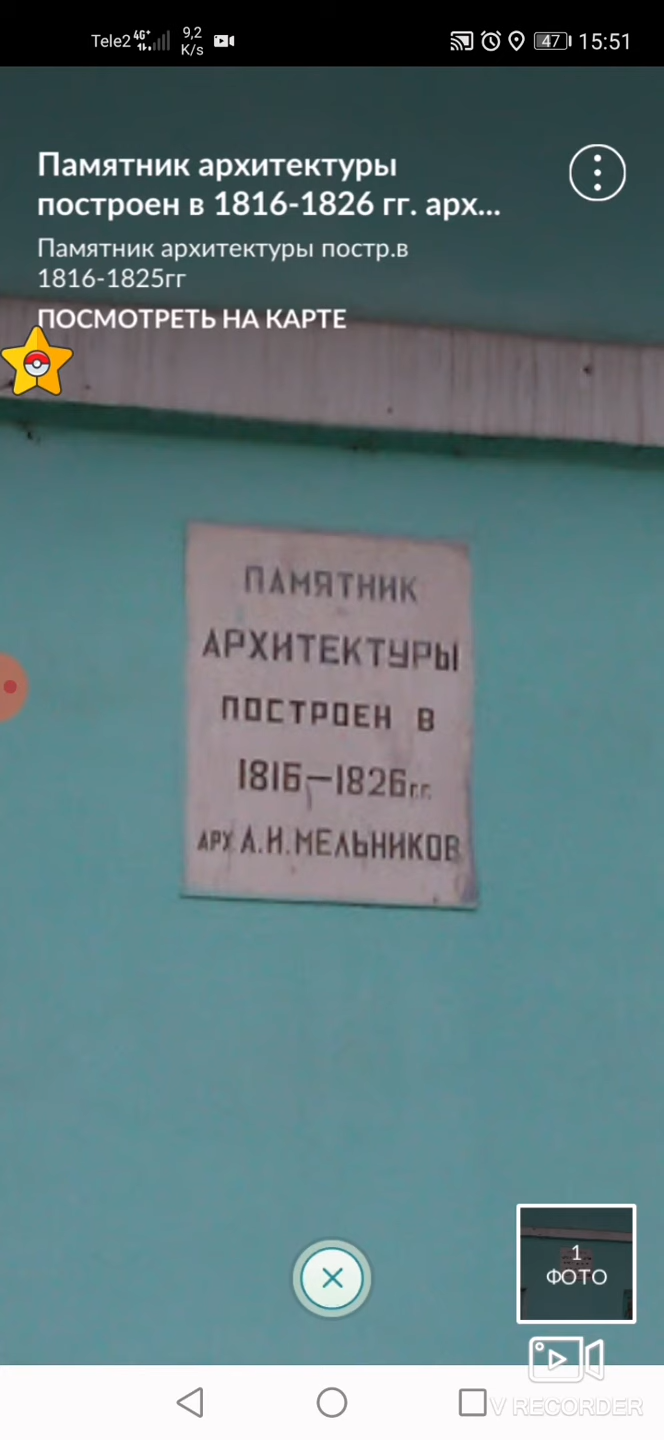 Tele2 4G+ 9,2 K/s 47 15:51
Памятник архитектуры
построен в 1816-1826 гг. арх...
Памятник архитектуры постр.в
1816-1825гг
ПОСМОТРЕТЬ НА КАРТЕ
ПАМЯТНИК
АРХИТЕКТУРЫ
ПОСТРОЕН В
1816—1826гг.
АРХ А.И.МЕЛЬНИКОВ
1
ФОТО
V RECORDER